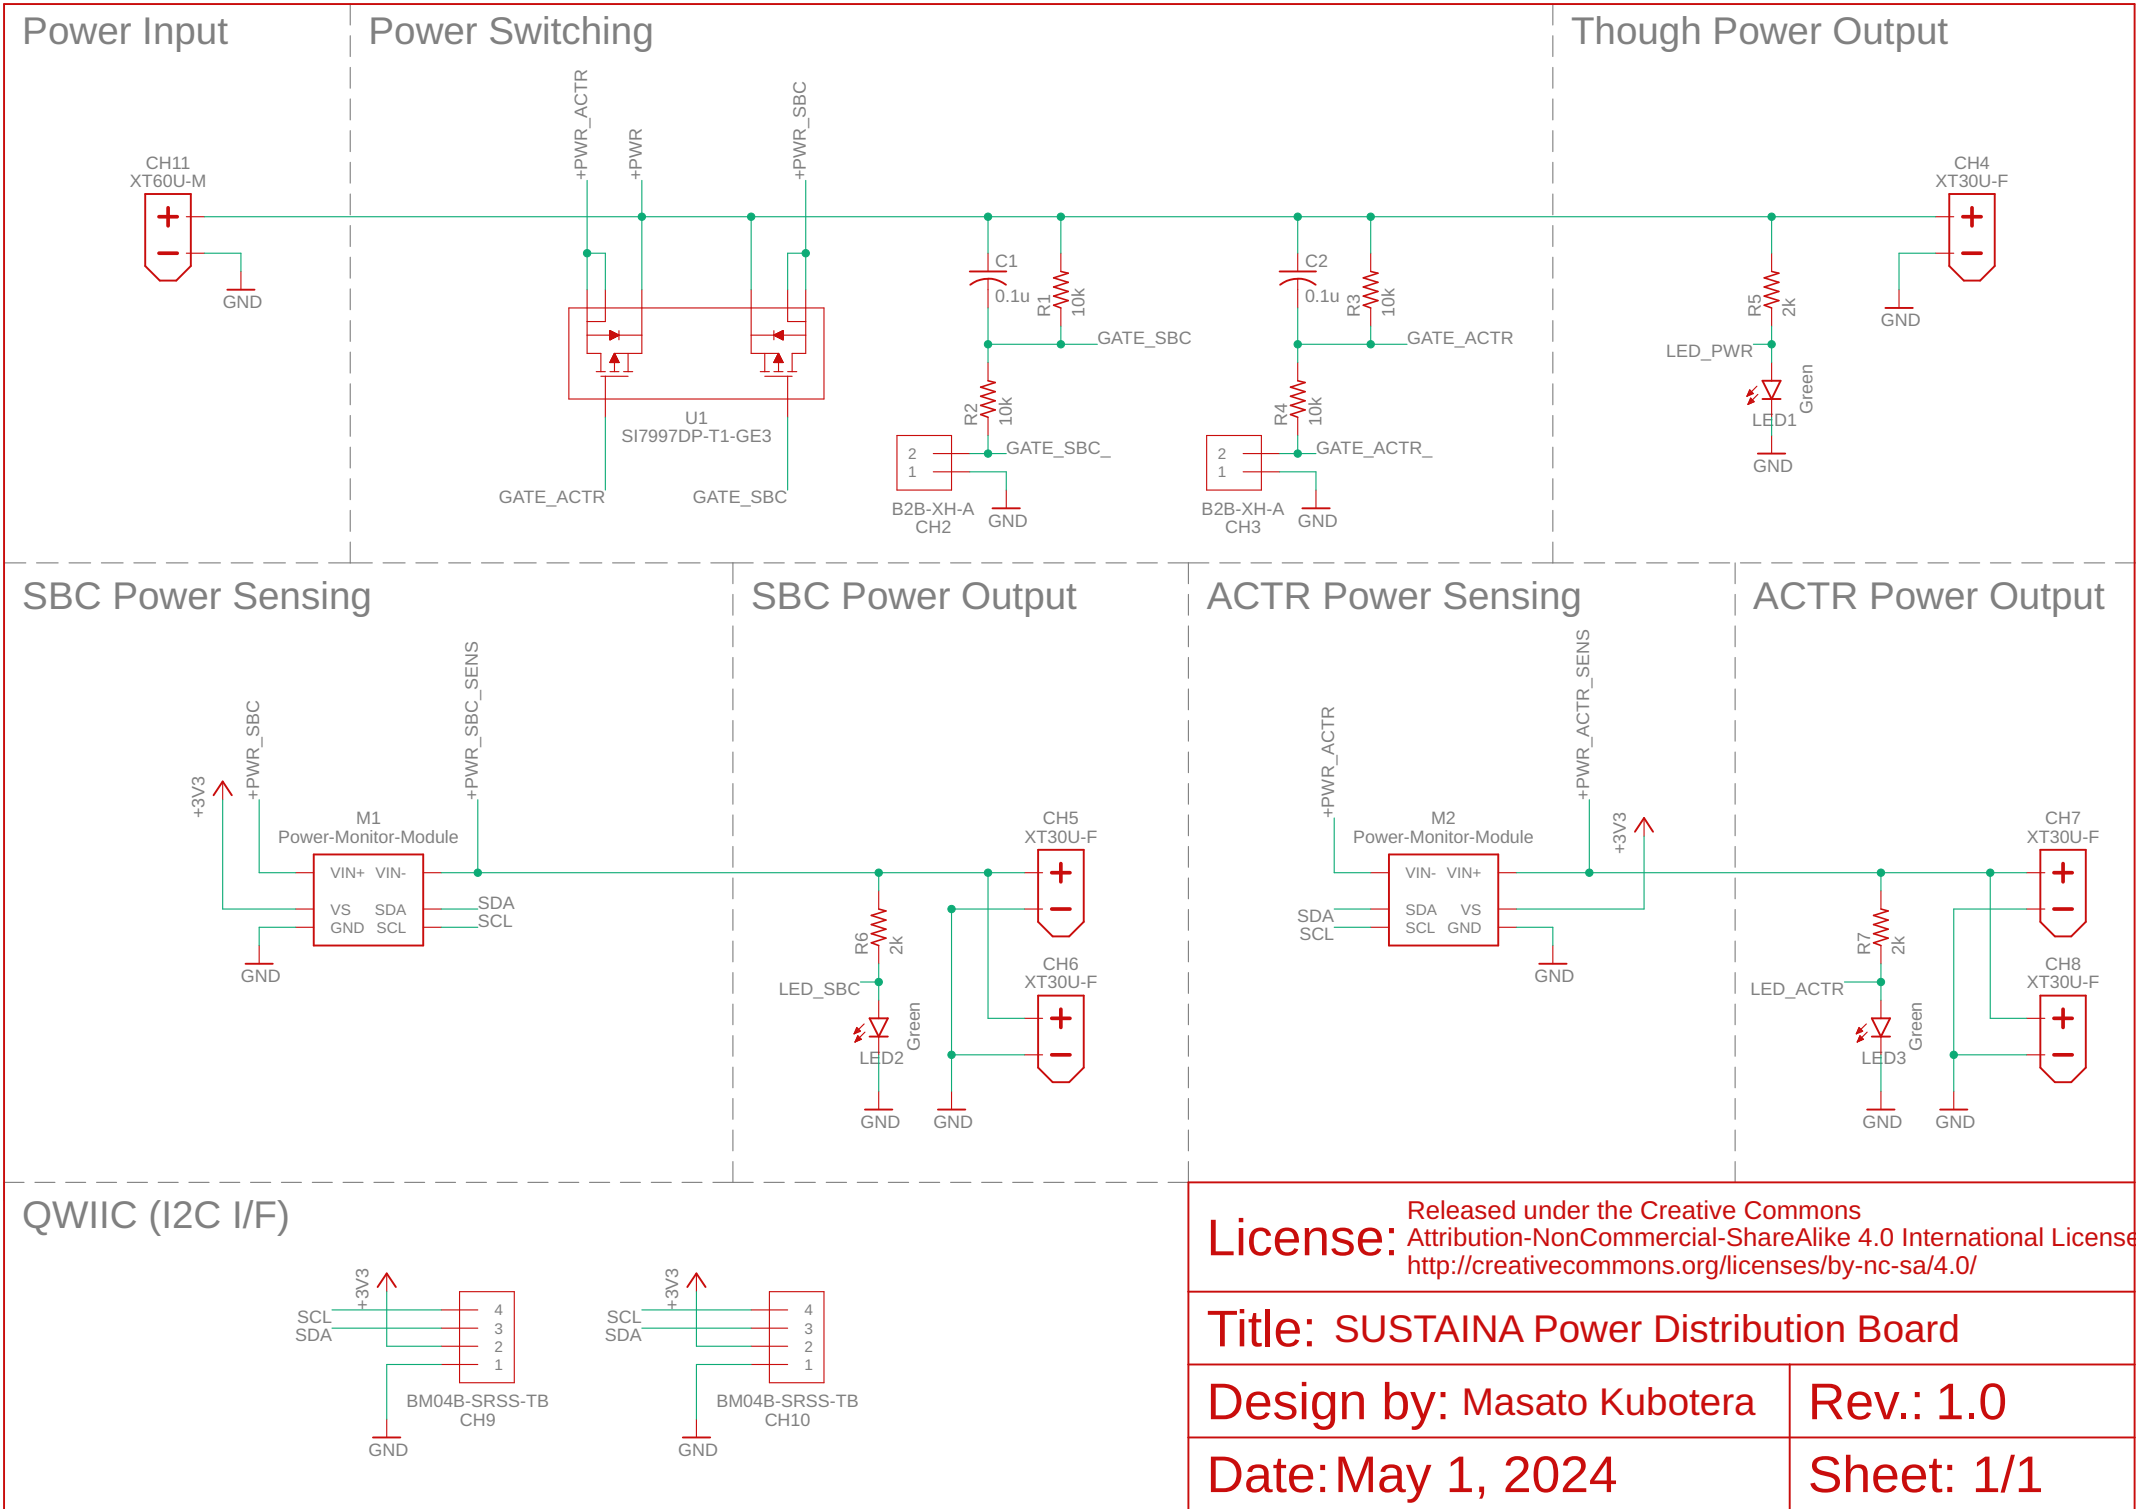 Power Input
Power Switching
Though Power Output
+PWR_ACTR
+PWR
+PWR_SBC
CH11
XT60U-M
GND
U1
SI7997DP-T1-GE3
GATE_ACTR
GATE_SBC
C1
0.1u
R1
10k
GATE_SBC
R2
10k
GATE_SBC_
2
1
B2B-XH-A
CH2
GND
C2
0.1u
R3
10k
GATE_ACTR
R4
10k
GATE_ACTR_
2
1
B2B-XH-A
CH3
GND
CH4
XT30U-F
GND
R5
2k
LED_PWR
Green
LED1
GND
SBC Power Sensing
SBC Power Output
ACTR Power Sensing
ACTR Power Output
+3V3
+PWR_SBC
+PWR_SBC_SENS
M1
Power-Monitor-Module
VIN+ VIN-
VS SDA
GND SCL
SDA
SCL
GND
R6
2k
LED_SBC
Green
LED2
GND
GND
CH5
XT30U-F
CH6
XT30U-F
+PWR_ACTR
+PWR_ACTR_SENS
+3V3
M2
Power-Monitor-Module
VIN- VIN+
SDA VS
SCL GND
SDA
SCL
GND
R7
2k
LED_ACTR
Green
LED3
GND
GND
CH7
XT30U-F
CH8
XT30U-F
QWIIC (I2C I/F)
+3V3
SCL
SDA
4
3
2
1
BM04B-SRSS-TB
CH9
GND
+3V3
SCL
SDA
4
3
2
1
BM04B-SRSS-TB
CH10
GND
License: Released under the Creative Commons
Attribution-NonCommercial-ShareAlike 4.0 International License
http://creativecommons.org/licenses/by-nc-sa/4.0/
Title: SUSTAINA Power Distribution Board
Design by: Masato Kubotera
Rev.: 1.0
Date: May 1, 2024
Sheet: 1/1